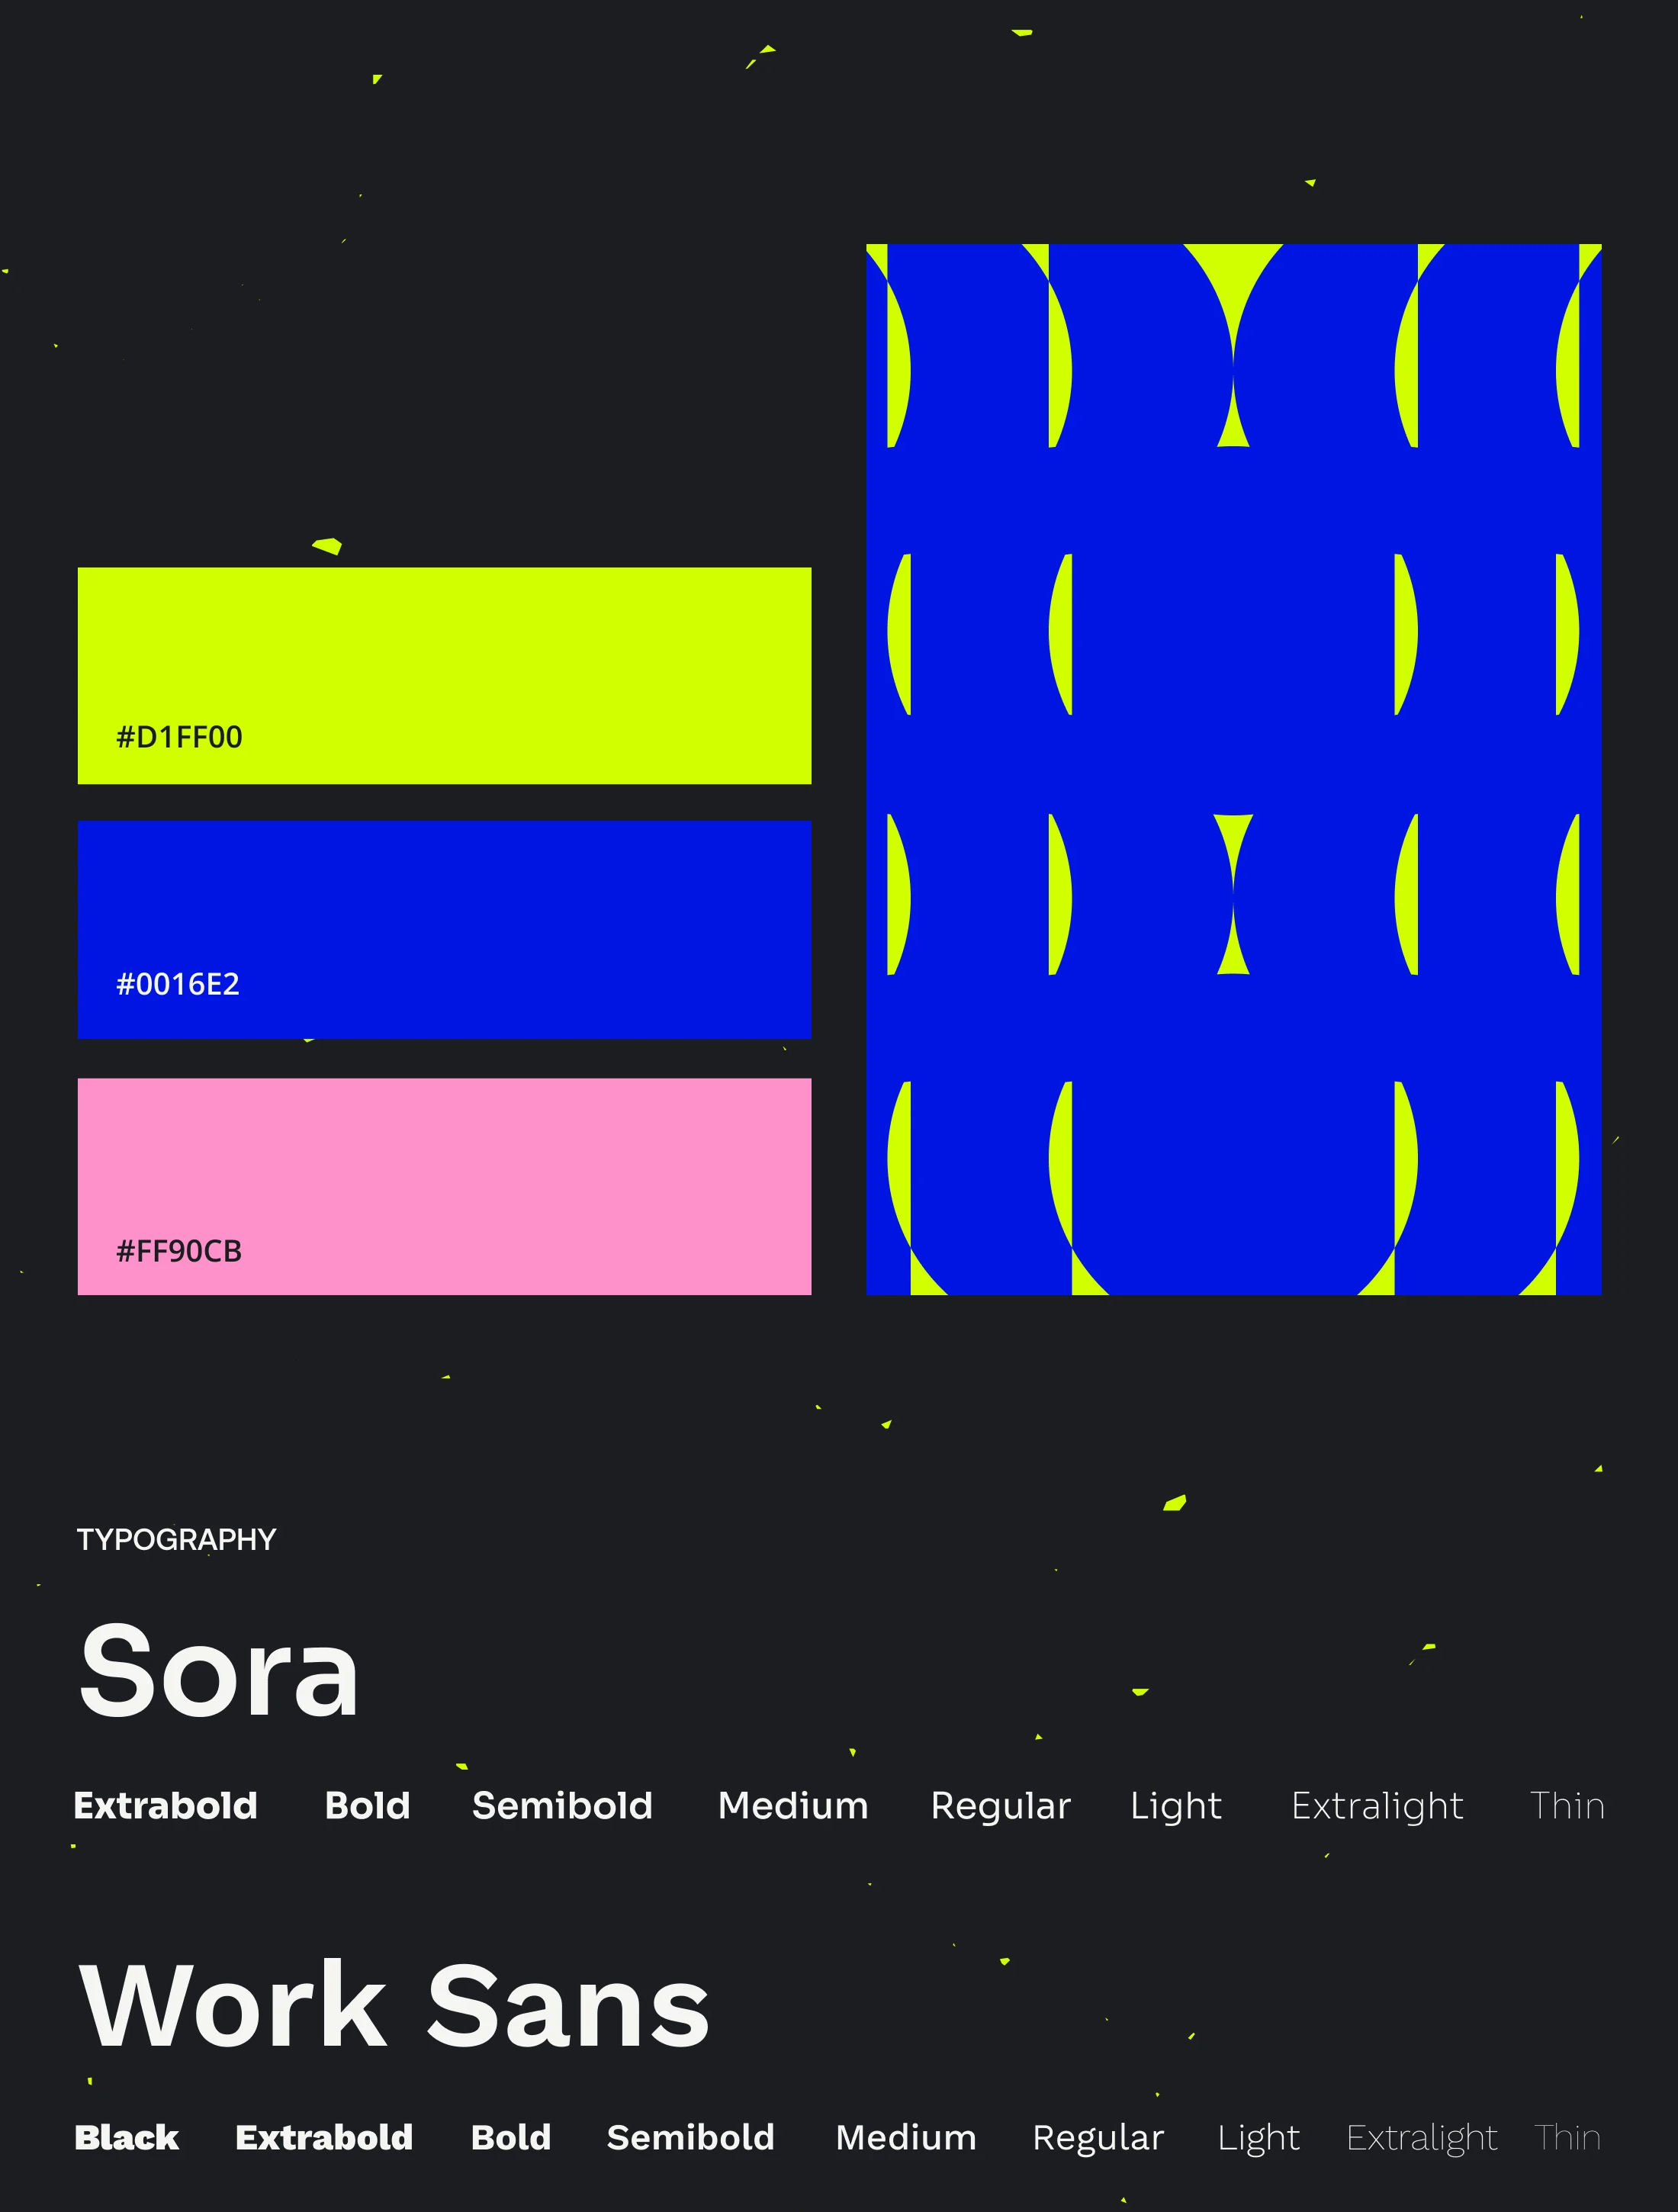 #D1FF00
#0016E2
#FF90CB
TYPOGRAPHY
Sora
Extrabold Bold Semibold Medium Regular Light Extralight Thin
Work Sans
Black Extrabold Bold Semibold Medium Regular Light Extralight Thin